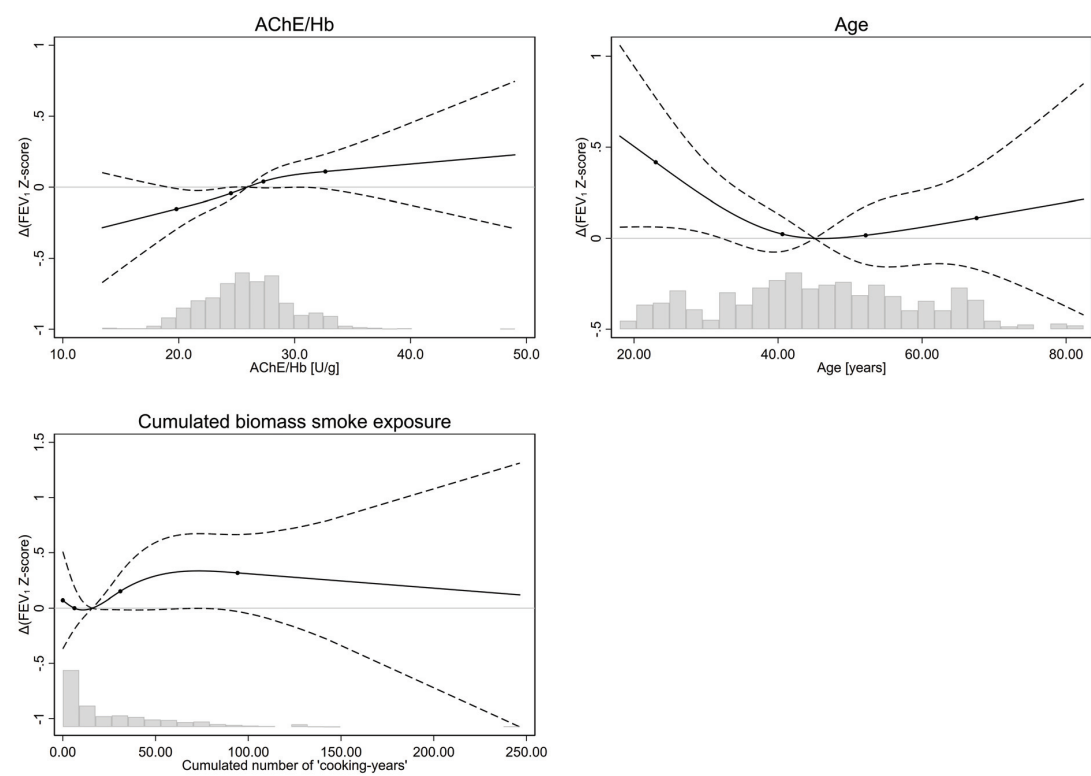 AChE/Hb
Δ(FEV₁ Z-score)
1
.5
0
-.5
-1
10.0 20.0 30.0 40.0 50.0
AChE/Hb [U/g]
Age
Δ(FEV₁ Z-score)
1
.5
0
-.5
20.00 40.00 60.00 80.00
Age [years]
Cumulated biomass smoke exposure
Δ(FEV₁ Z-score)
1.5
1
.5
0
-.5
-1
0.00 50.00 100.00 150.00 200.00 250.00
Cumulated number of 'cooking-years'